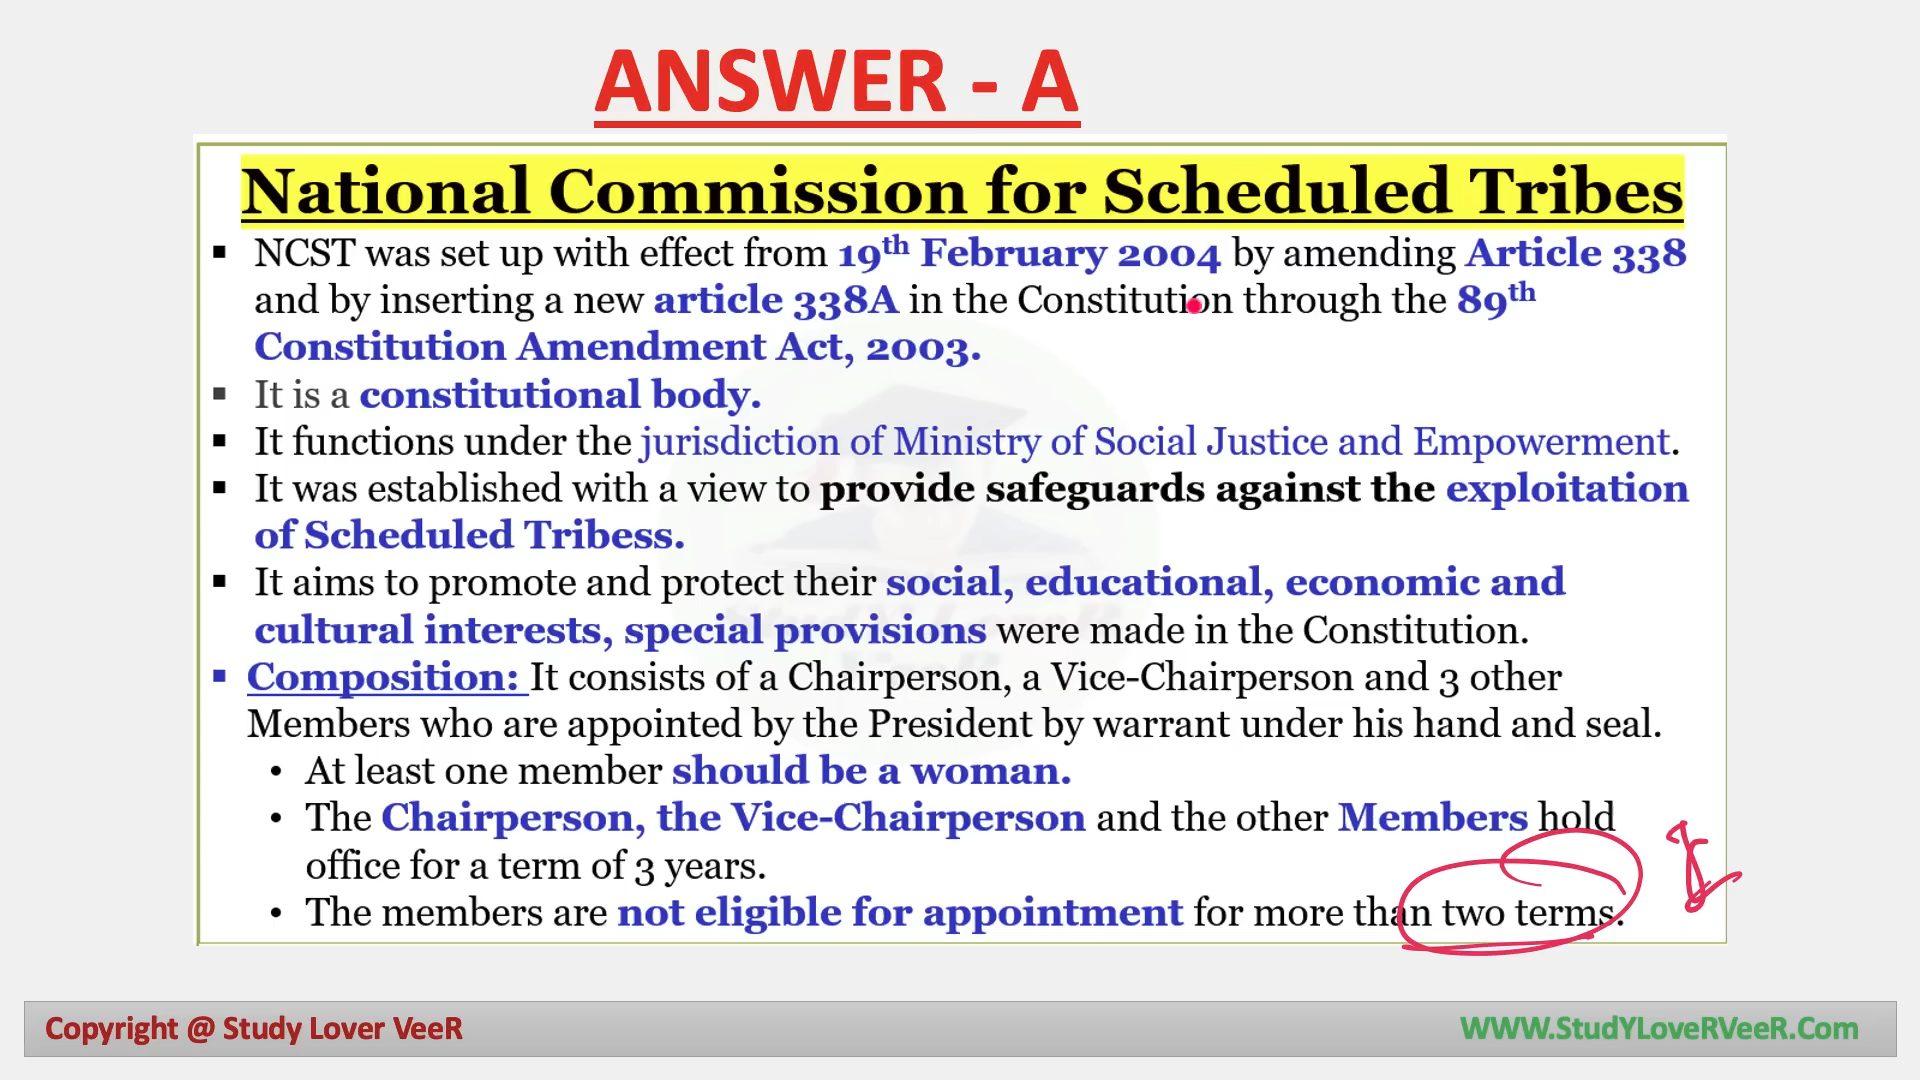 ANSWER - A
National Commission for Scheduled Tribes
▪ NCST was set up with effect from 19th February 2004 by amending Article 338
and by inserting a new article 338A in the Constitution through the 89th
Constitution Amendment Act, 2003.
▪ It is a constitutional body.
▪ It functions under the jurisdiction of Ministry of Social Justice and Empowerment.
▪ It was established with a view to provide safeguards against the exploitation
of Scheduled Tribess.
▪ It aims to promote and protect their social, educational, economic and
cultural interests, special provisions were made in the Constitution.
▪ Composition: It consists of a Chairperson, a Vice-Chairperson and 3 other
Members who are appointed by the President by warrant under his hand and seal.
• At least one member should be a woman.
• The Chairperson, the Vice-Chairperson and the other Members hold
office for a term of 3 years.
• The members are not eligible for appointment for more than two terms.
Copyright @ Study Lover VeeR
WWW.StudYLoveRVeeR.Com